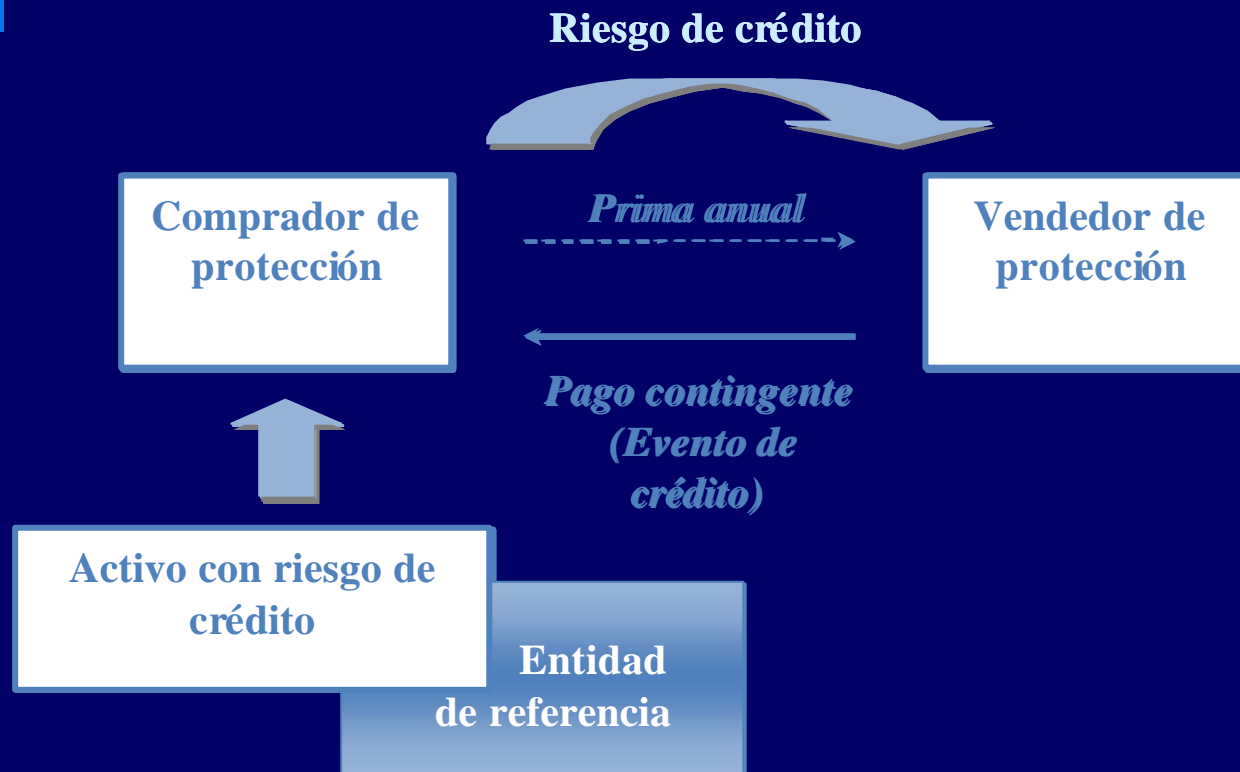 Riesgo de crédito
Comprador de
protección
Prima anual
Vendedor de
protección
Pago contingente
(Evento de
crédito)
Activo con riesgo de
crédito
Entidad
de referencia